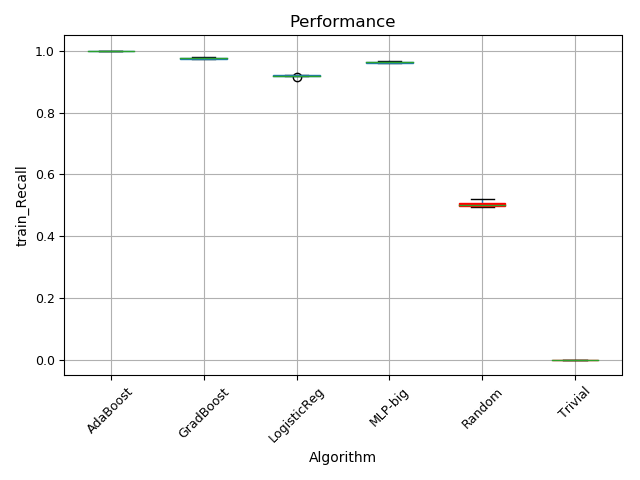 Performance
train_Recall
1.0
0.8
0.6
0.4
0.2
0.0
AdaBoost
GradBoost
LogisticReg
MLP-big
Random
Trivial
Algorithm